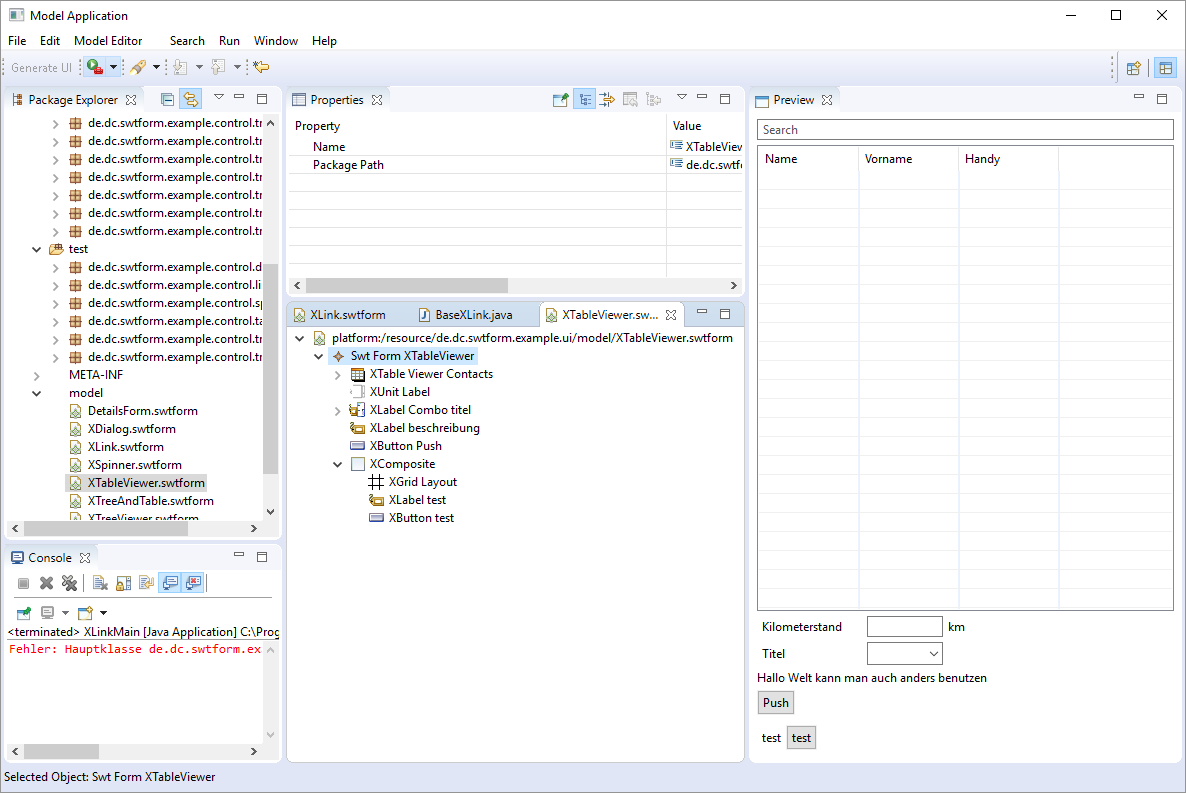 Model Application
File Edit Model Editor Search Run Window Help
Generate UI
Package Explorer
de.dc.swtform.example.control.tr
de.dc.swtform.example.control.tr
de.dc.swtform.example.control.tr
de.dc.swtform.example.control.tr
de.dc.swtform.example.control.tr
de.dc.swtform.example.control.tr
de.dc.swtform.example.control.tr
test
de.dc.swtform.example.control.d
de.dc.swtform.example.control.li
de.dc.swtform.example.control.sp
de.dc.swtform.example.control.ta
de.dc.swtform.example.control.tr
de.dc.swtform.example.control.tr
META-INF
model
DetailsForm.swtform
XDialog.swtform
XLink.swtform
XSpinner.swtform
XTableViewer.swtform
XTreeAndTable.swtform
XTreeViewer.swtform
Console
<terminated> XLinkMain [Java Application] C:\Prog
Fehler: Hauptklasse de.dc.swtform.ex
Properties
Property Value
Name XTableView
Package Path de.dc.swtf
XLink.swtform BaseXLink.java XTableViewer.sw...
platform:/resource/de.dc.swtform.example.ui/model/XTableViewer.swtform
Swt Form XTableViewer
XTable Viewer Contacts
XUnit Label
XLabel Combo titel
XLabel beschreibung
XButton Push
XComposite
XGrid Layout
XLabel test
XButton test
Preview
Search
Name Vorname Handy
Kilometerstand km
Titel
Hallo Welt kann man auch anders benutzen
Push
test test
Selected Object: Swt Form XTableViewer